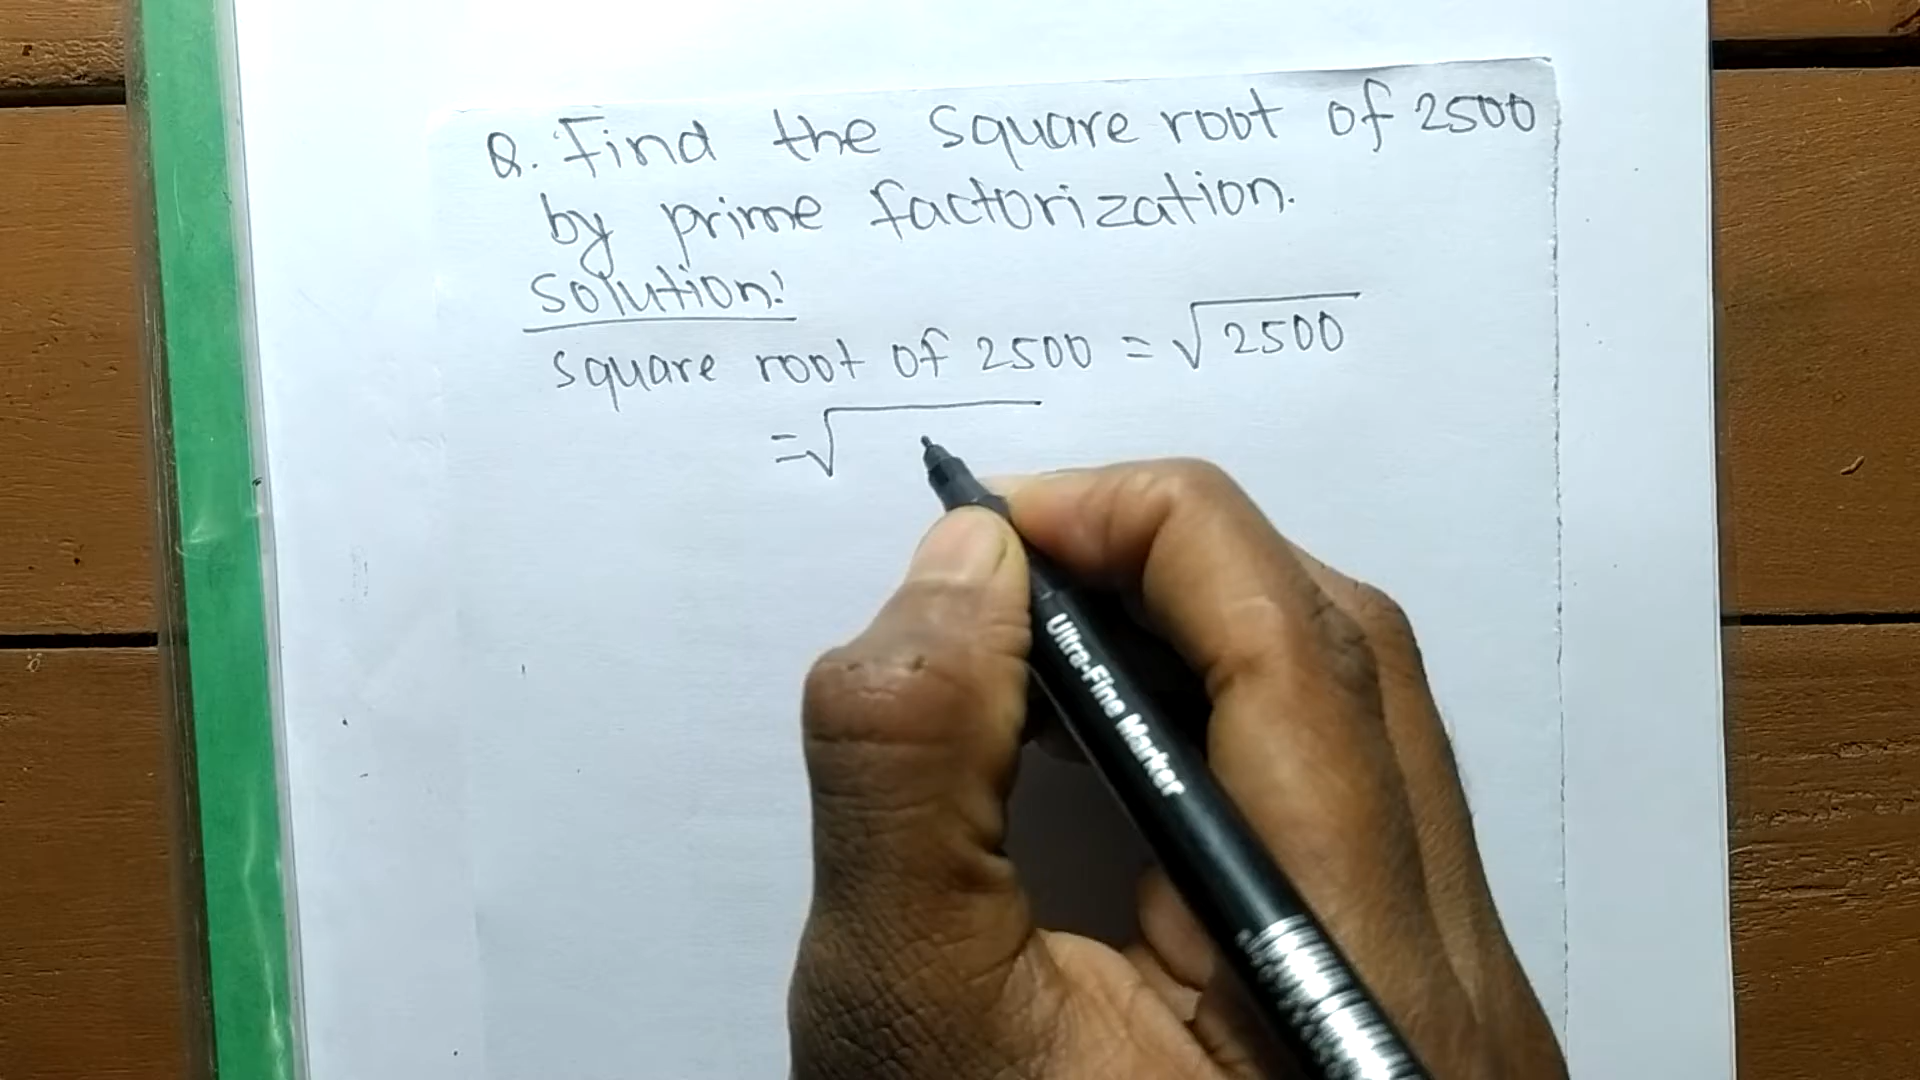 Q. Find the square root of 2500
by prime factorization.
Solution:
square root of 2500 = √2500
=√
Ultra-Fine Marker